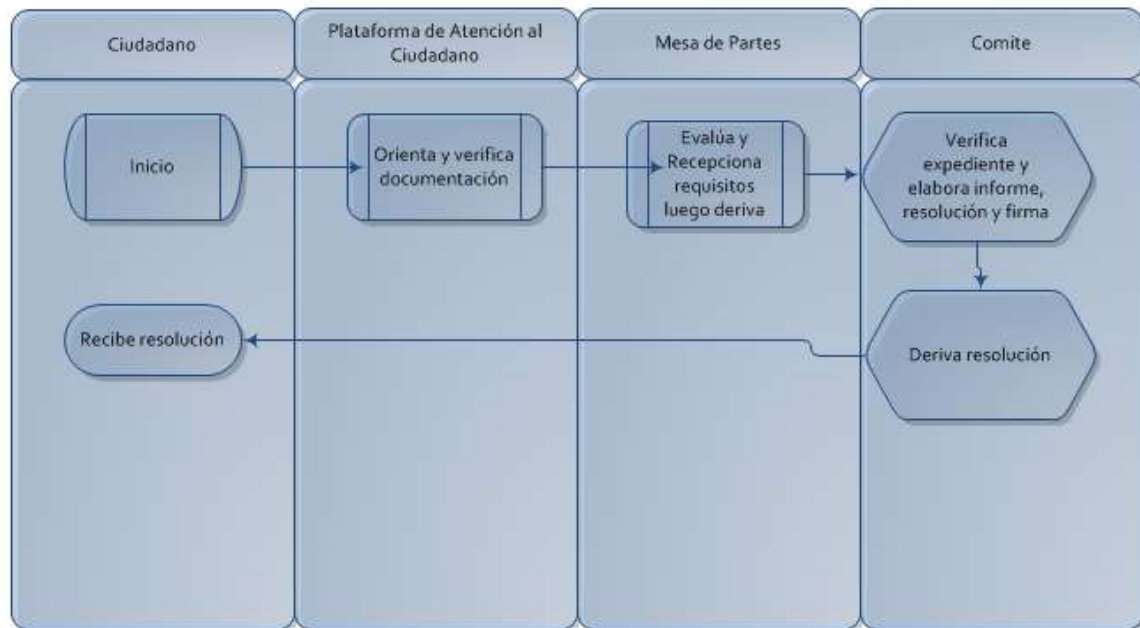 Ciudadano
Plataforma de Atención al
Ciudadano
Mesa de Partes
Comite
Inicio
Orienta y verifica
documentación
Evalúa y
Recepciona
requisitos
luego deriva
Verifica
expediente y
elabora informe,
resolución y firma
Recibe resolución
Deriva resolución